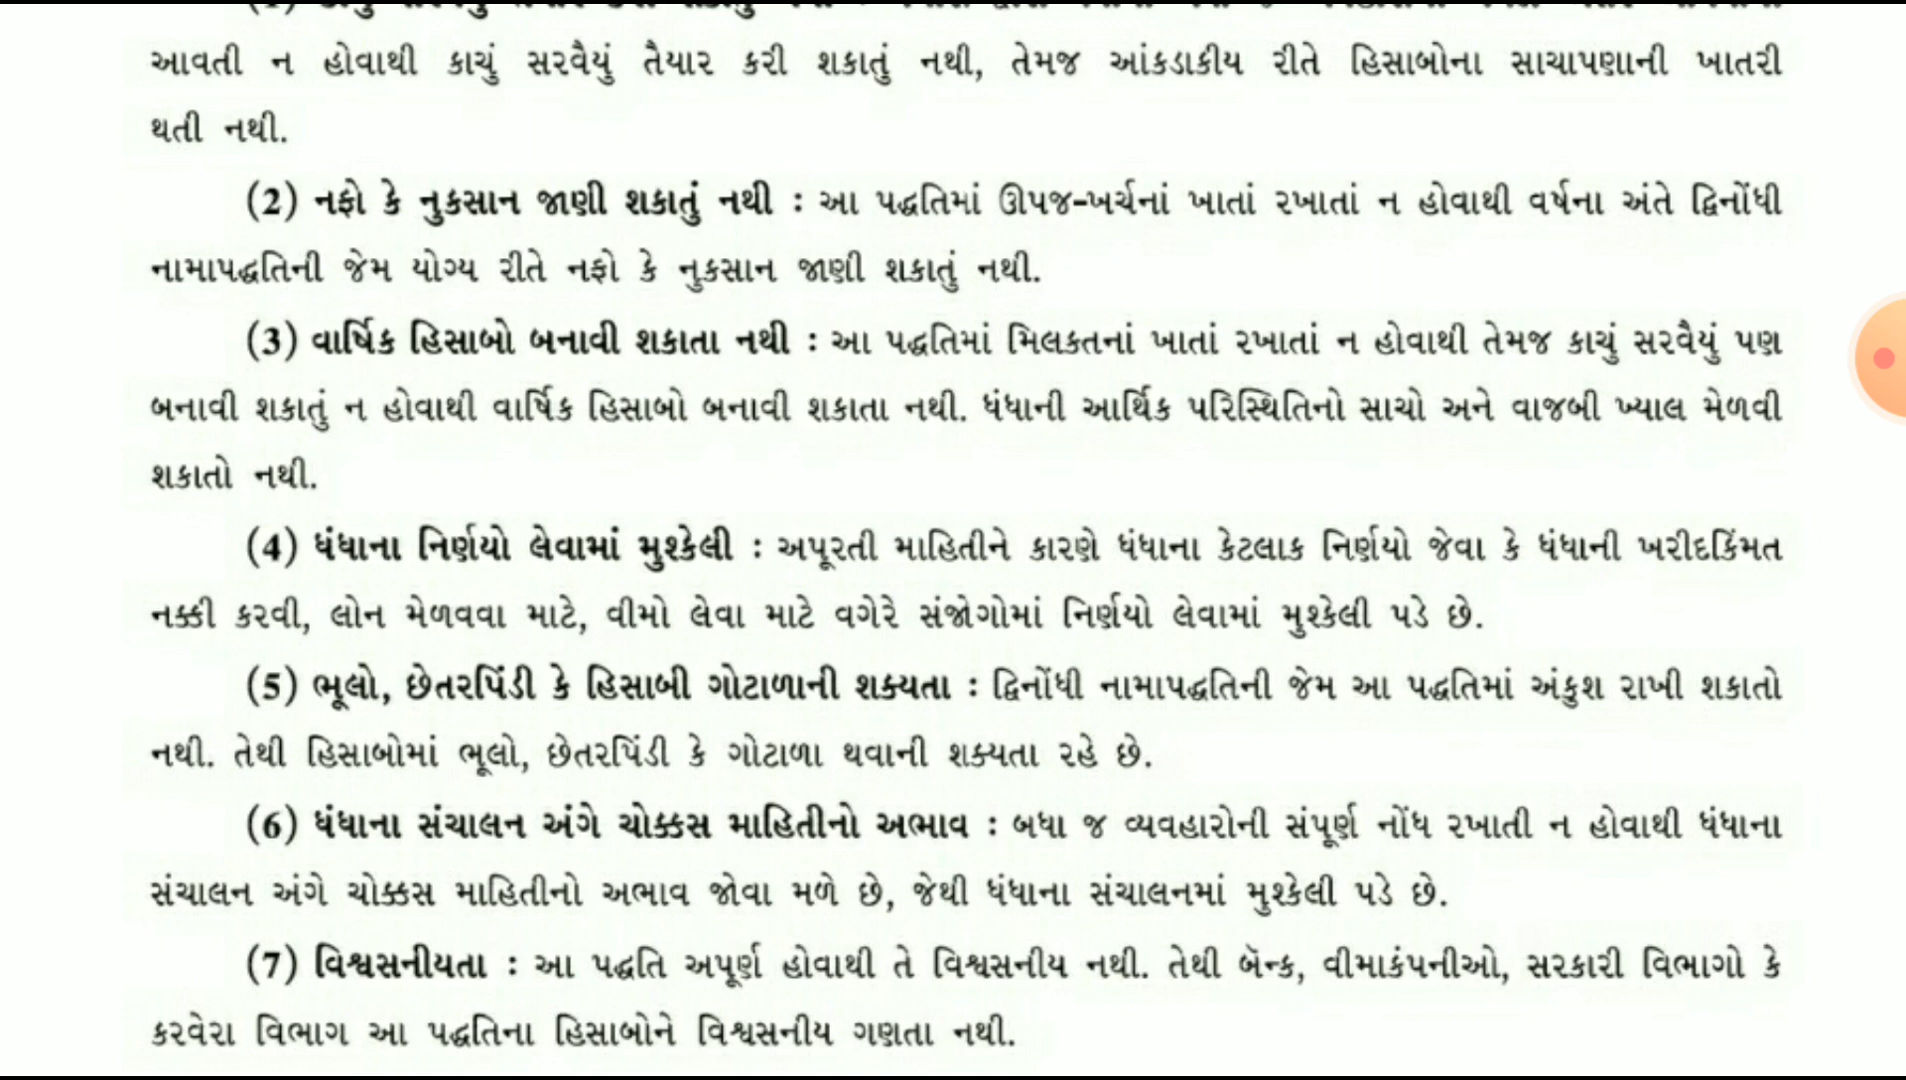 આવતી ન હોવાથી કાચું સરવૈયું તૈયાર કરી શકાતું નથી, તેમજ આંકડાકીય રીતે હિસાબોના સાચાપણાની ખાતરી
થતી નથી.
(2) નફો કે નુકસાન જાણી શકાતું નથી : આ પદ્ધતિમાં ઊપજ-ખર્ચનાં ખાતાં રખાતાં ન હોવાથી વર્ષના અંતે દ્વિનોંધી
નામાપદ્ધતિની જેમ યોગ્ય રીતે નફો કે નુકસાન જાણી શકાતું નથી.
(3) વાર્ષિક હિસાબો બનાવી શકાતા નથી : આ પદ્ધતિમાં મિલકતનાં ખાતાં રખાતાં ન હોવાથી તેમજ કાચું સરવૈયું પણ
બનાવી શકાતું ન હોવાથી વાર્ષિક હિસાબો બનાવી શકાતા નથી. ધંધાની આર્થિક પરિસ્થિતિનો સાચો અને વાજબી ખ્યાલ મેળવી
શકાતો નથી.
(4) ધંધાના નિર્ણયો લેવામાં મુશ્કેલી : અપૂરતી માહિતીને કારણે ધંધાના કેટલાક નિર્ણયો જેવા કે ધંધાની ખરીદકિંમત
નક્કી કરવી, લોન મેળવવા માટે, વીમો લેવા માટે વગેરે સંજોગોમાં નિર્ણયો લેવામાં મુશ્કેલી પડે છે.
(5) ભૂલો, છેતરપિંડી કે હિસાબી ગોટાળાની શક્યતા : દ્વિનોંધી નામાપદ્ધતિની જેમ આ પદ્ધતિમાં અંકુશ રાખી શકાતો
નથી. તેથી હિસાબોમાં ભૂલો, છેતરપિંડી કે ગોટાળા થવાની શક્યતા રહે છે.
(6) ધંધાના સંચાલન અંગે ચોક્કસ માહિતીનો અભાવ : બધા જ વ્યવહારોની સંપૂર્ણ નોંધ રખાતી ન હોવાથી ધંધાના
સંચાલન અંગે ચોક્કસ માહિતીનો અભાવ જોવા મળે છે, જેથી ધંધાના સંચાલનમાં મુશ્કેલી પડે છે.
(7) વિશ્વસનીયતા : આ પદ્ધતિ અપૂર્ણ હોવાથી તે વિશ્વસનીય નથી. તેથી બૅન્ક, વીમાકંપનીઓ, સરકારી વિભાગો કે
કરવેરા વિભાગ આ પદ્ધતિના હિસાબોને વિશ્વસનીય ગણતા નથી.